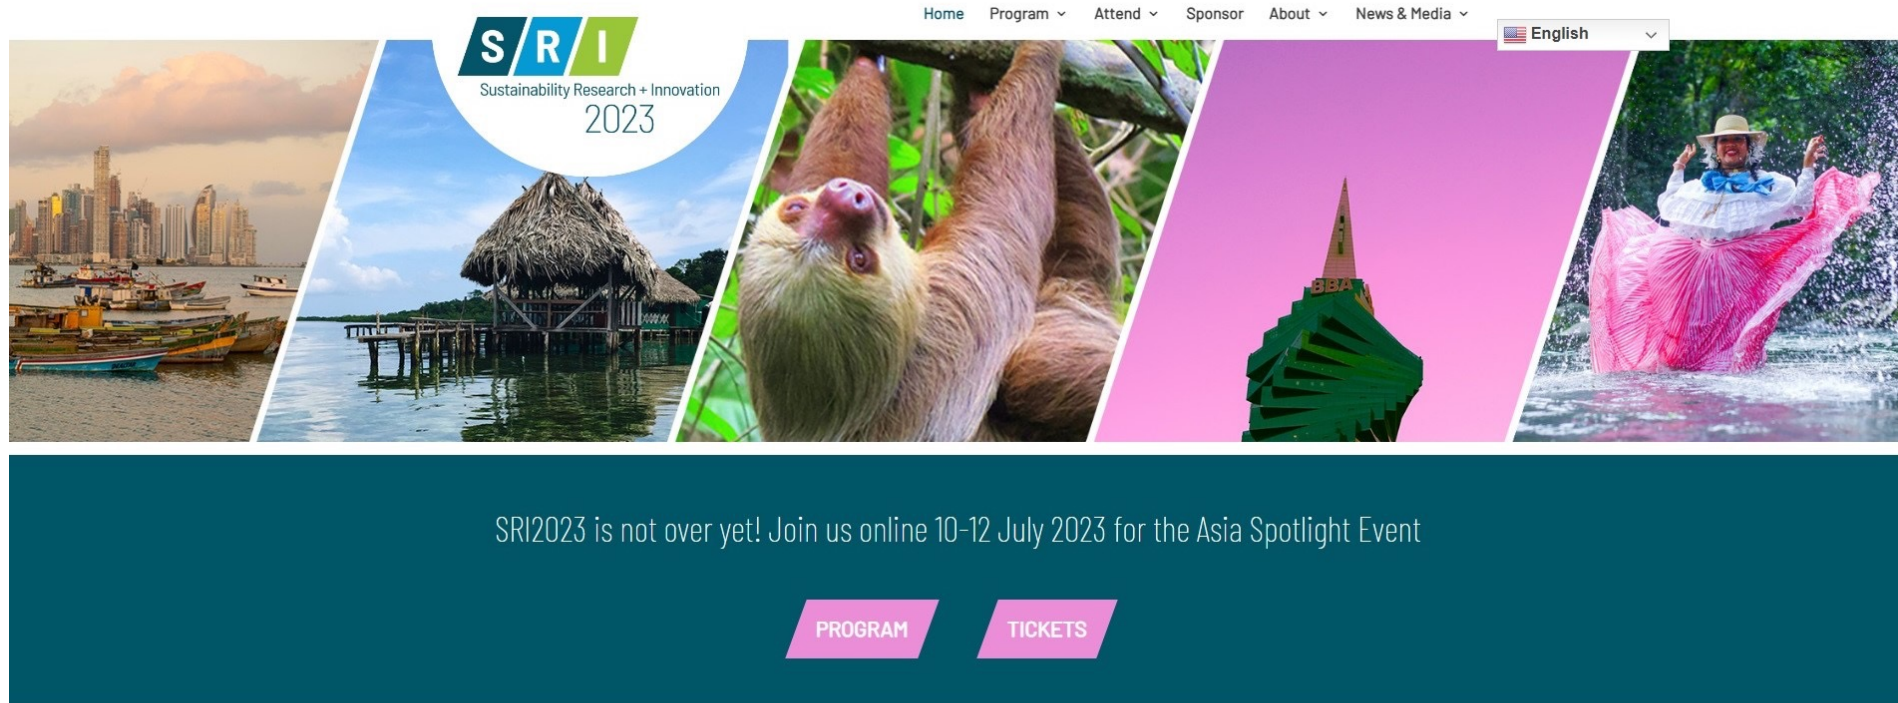 Home Program Attend Sponsor About News & Media
English
SRI
Sustainability Research + Innovation
2023
BBA
SRI2023 is not over yet! Join us online 10-12 July 2023 for the Asia Spotlight Event
PROGRAM TICKETS